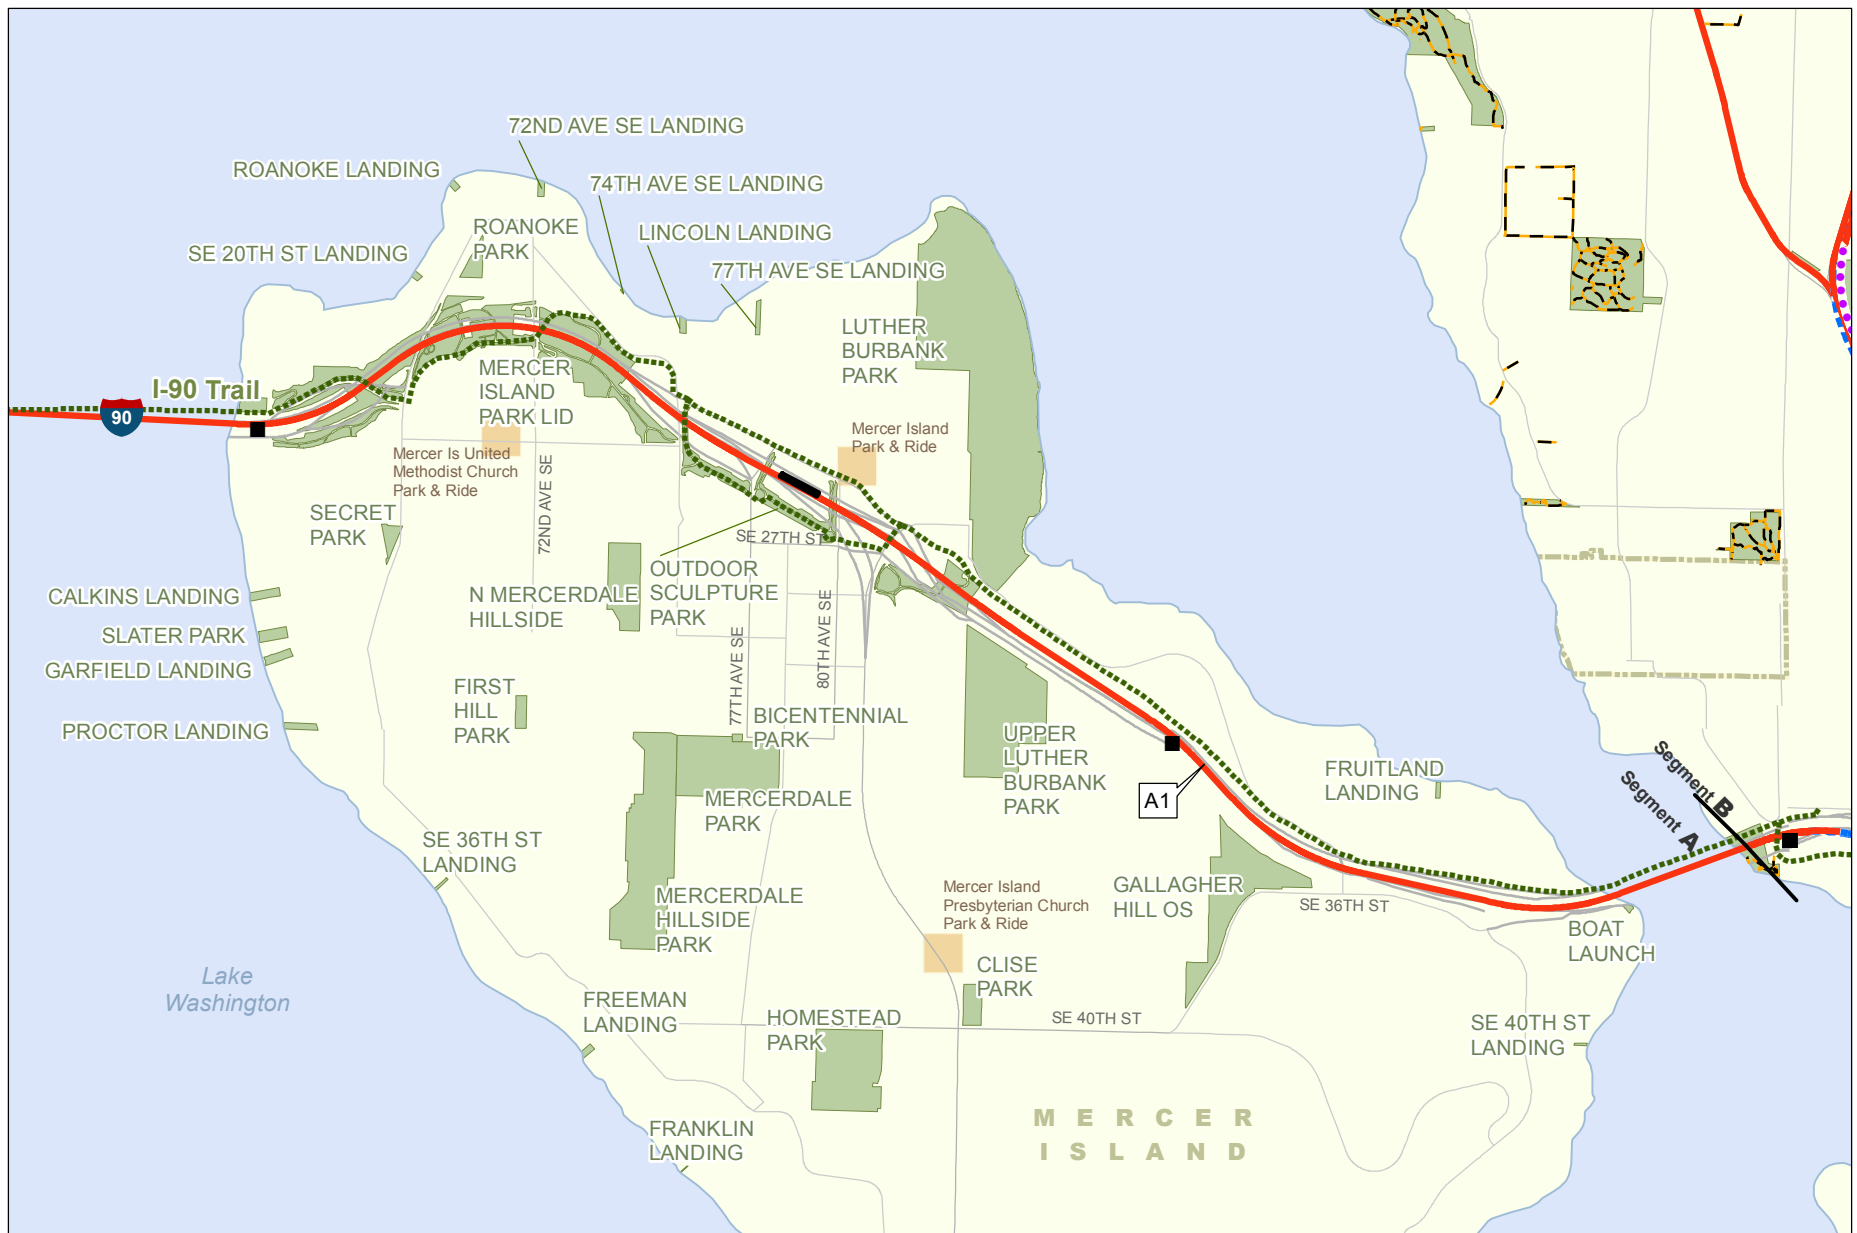 72ND AVE SE LANDING
ROANOKE LANDING
74TH AVE SE LANDING
ROANOKE
PARK
LINCOLN LANDING
SE 20TH ST LANDING
77TH AVE SE LANDING
LUTHER
BURBANK
PARK
I-90 Trail
90
MERCER
ISLAND
PARK LID
Mercer Island
Park & Ride
Mercer Is United
Methodist Church
Park & Ride
72ND AVE SE
SECRET
PARK
SE 27TH ST
OUTDOOR
SCULPTURE
PARK
N MERCERDALE
HILLSIDE
CALKINS LANDING
SLATER PARK
GARFIELD LANDING
77TH AVE SE
80TH AVE SE
FIRST
HILL
PARK
PROCTOR LANDING
BICENTENNIAL
PARK
UPPER
LUTHER
BURBANK
PARK
A1
FRUITLAND
LANDING
Segment B
Segment A
MERCERDALE
PARK
SE 36TH ST
LANDING
MERCERDALE
HILLSIDE
PARK
Mercer Island
Presbyterian Church
Park & Ride
GALLAGHER
HILL OS
SE 36TH ST
BOAT
LAUNCH
CLISE
PARK
Lake
Washington
FREEMAN
LANDING
HOMESTEAD
PARK
SE 40TH ST
SE 40TH ST
LANDING
FRANKLIN
LANDING
MERCER
ISLAND